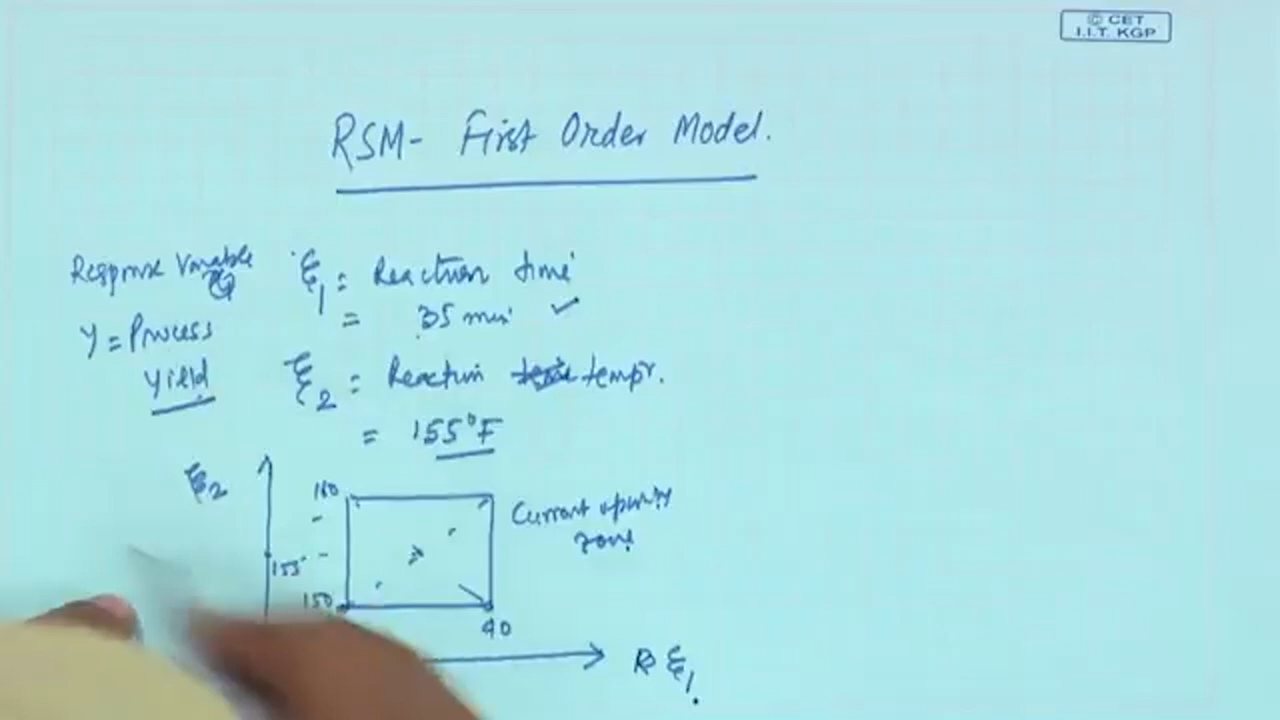 © CET
I.I.T. KGP
RSM- First Order Model.
Response Variable
Y = Process
Yield
ξ1 : Reaction time
= 35 min ✓
ξ2 : Reaction tempr.
= 155°F
ξ2
160
155
150
40
Current operating
zone
ξ1